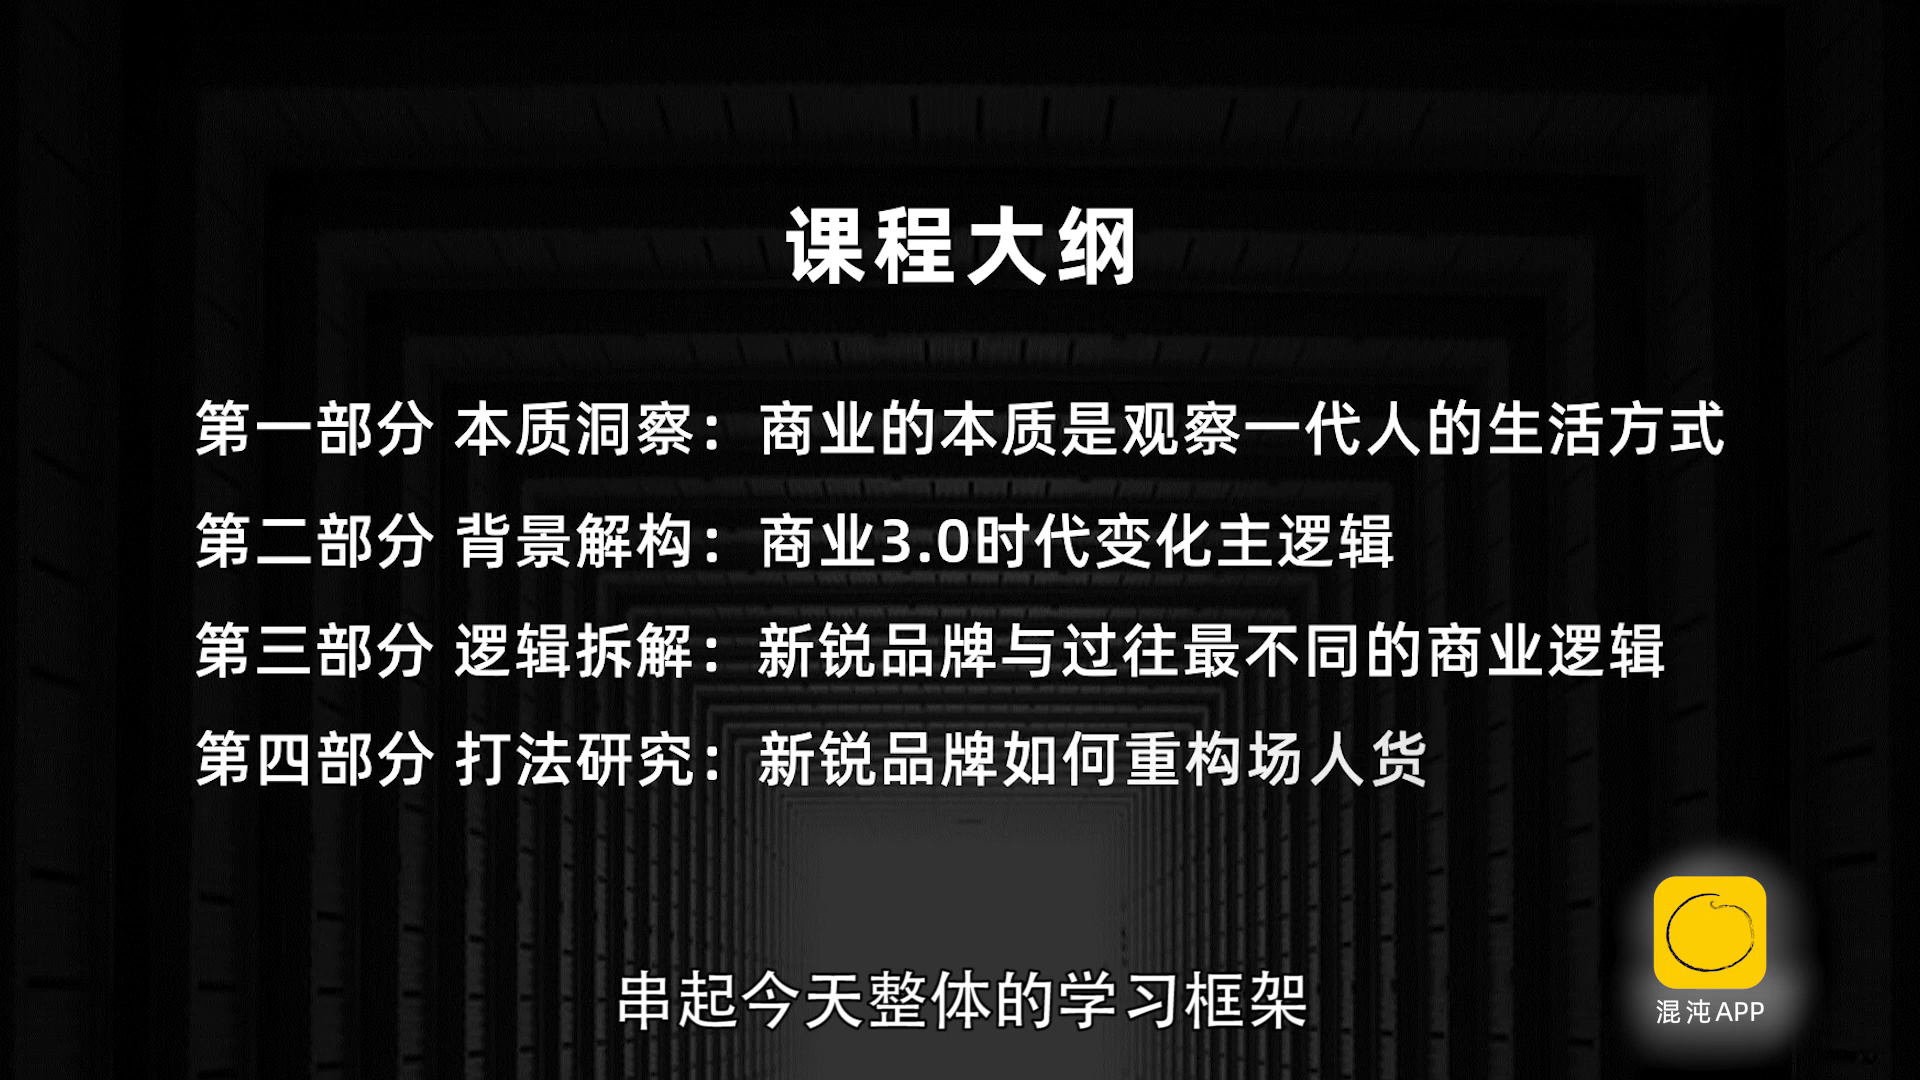 课程大纲
第一部分 本质洞察：商业的本质是观察一代人的生活方式
第二部分 背景解构：商业3.0时代变化主逻辑
第三部分 逻辑拆解：新锐品牌与过往最不同的商业逻辑
第四部分 打法研究：新锐品牌如何重构场人货
串起今天整体的学习框架
混沌APP